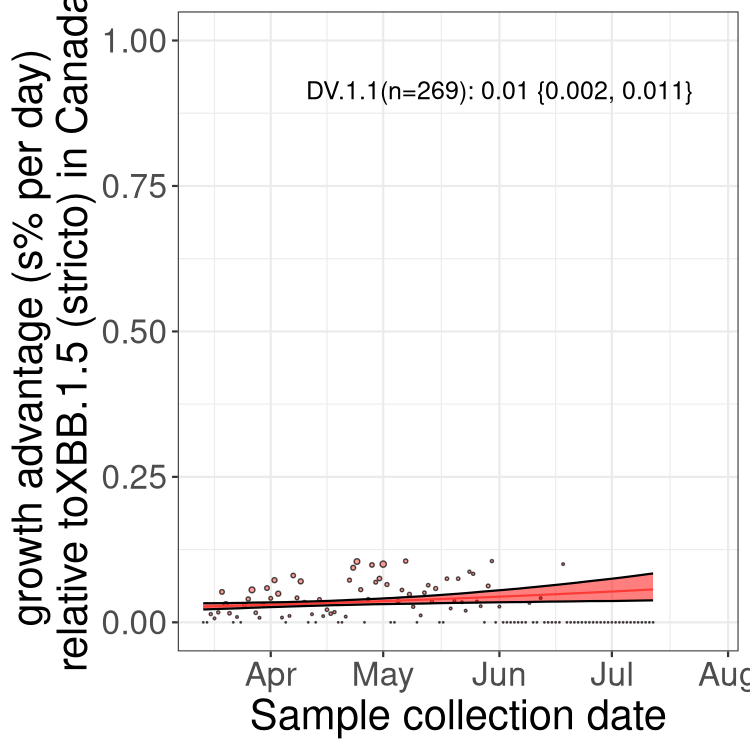 growth advantage (s% per day)
relative toXBB.1.5 (stricto) in Canada
1.00
0.75
0.50
0.25
0.00
DV.1.1(n=269): 0.01 {0.002, 0.011}
Apr May Jun Jul Aug
Sample collection date